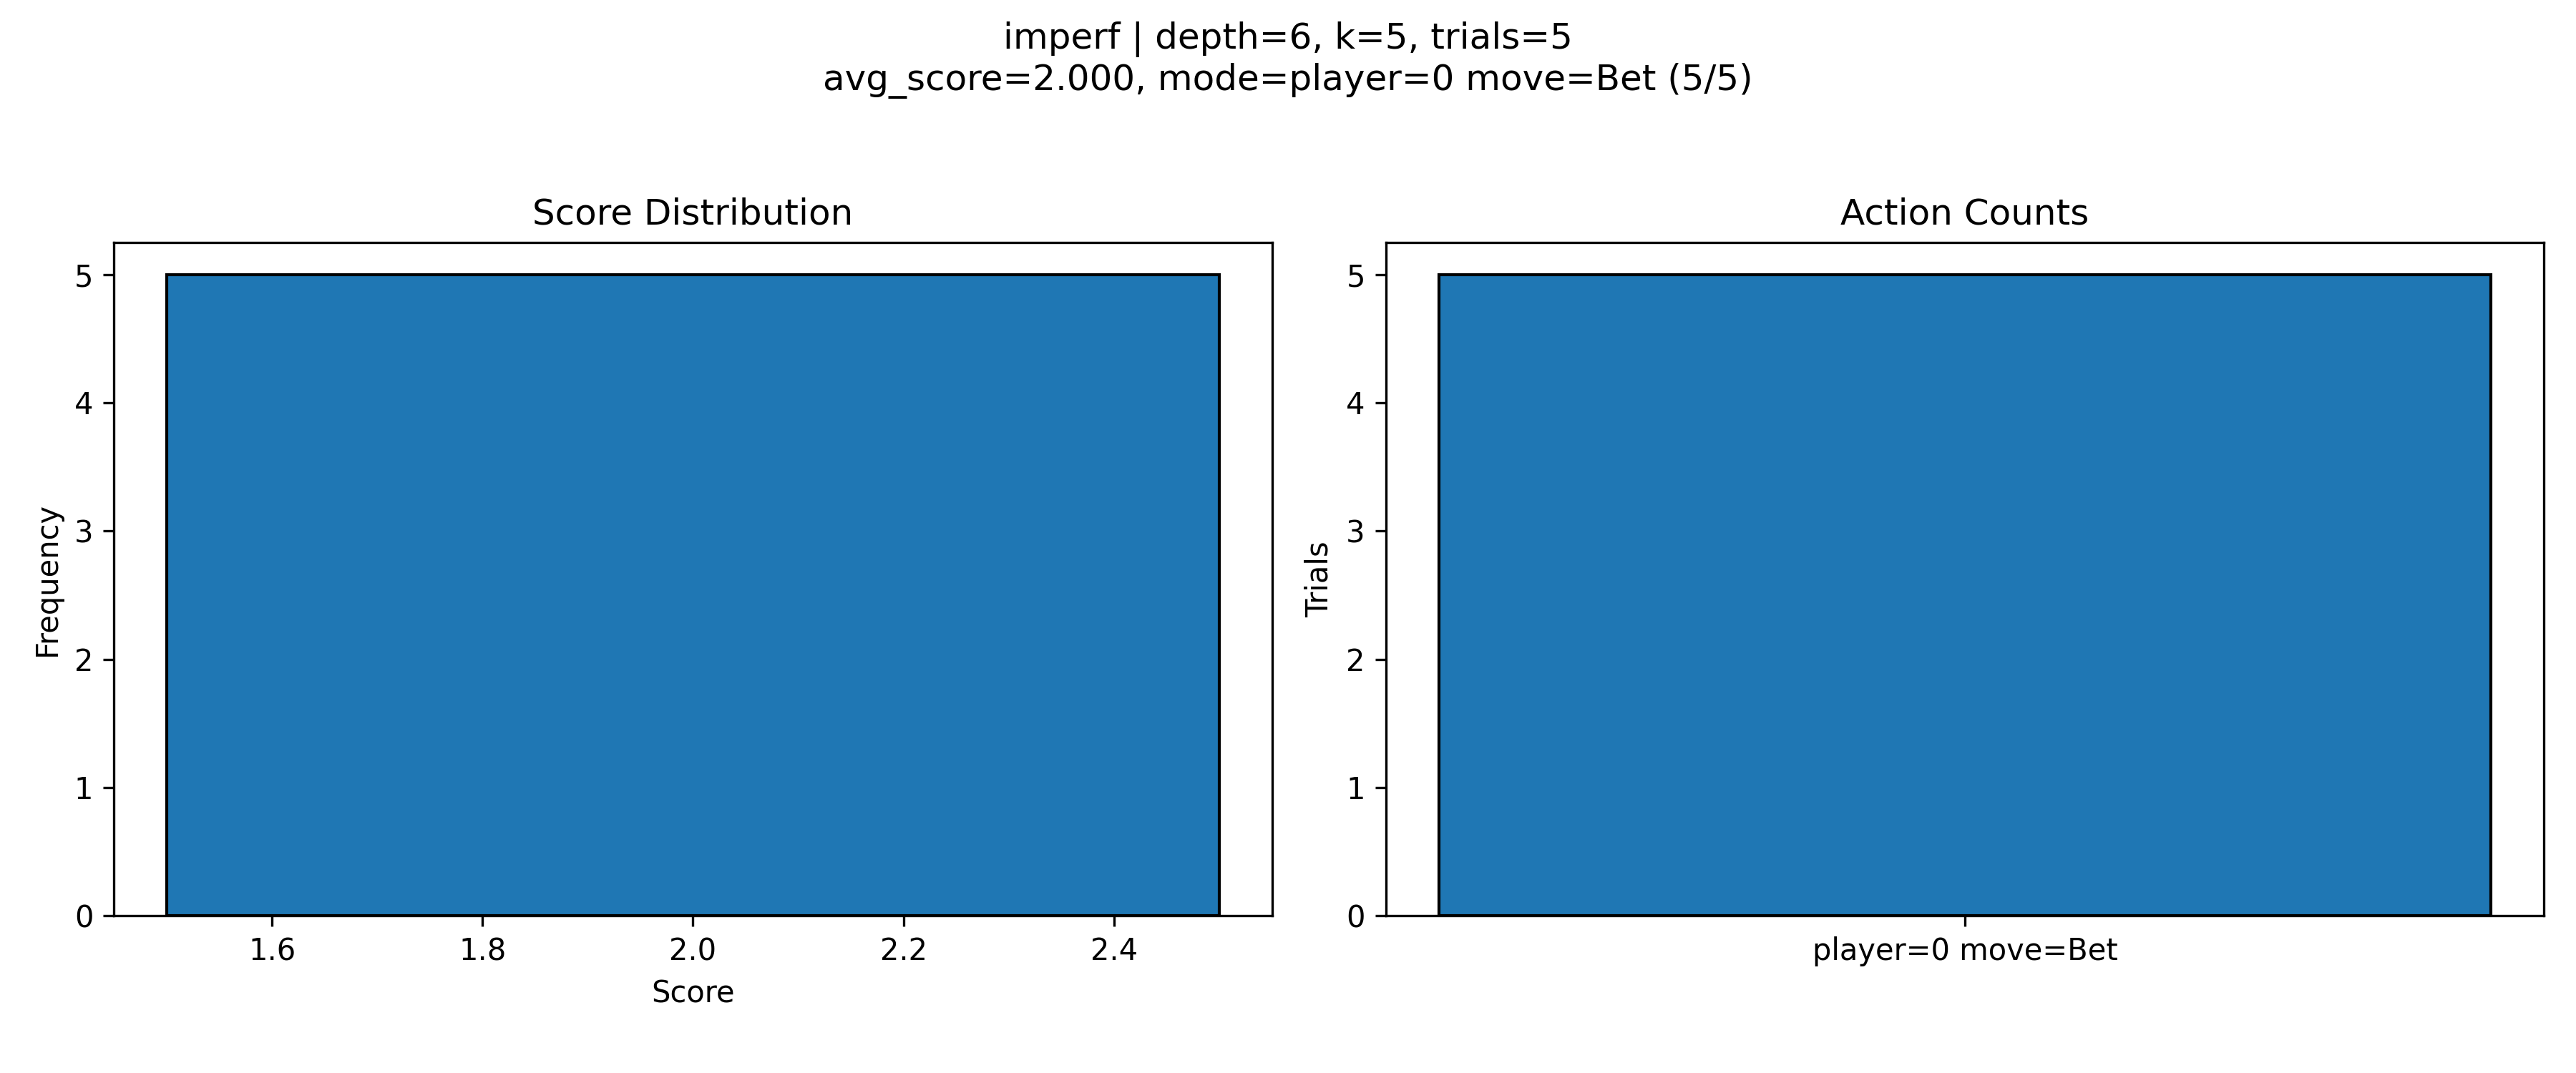 imperf | depth=6, k=5, trials=5
avg_score=2.000, mode=player=0 move=Bet (5/5)
Score Distribution
5
4
3
2
1
0
Frequency
1.6 1.8 2.0 2.2 2.4
Score
Action Counts
5
4
3
2
1
0
Trials
player=0 move=Bet